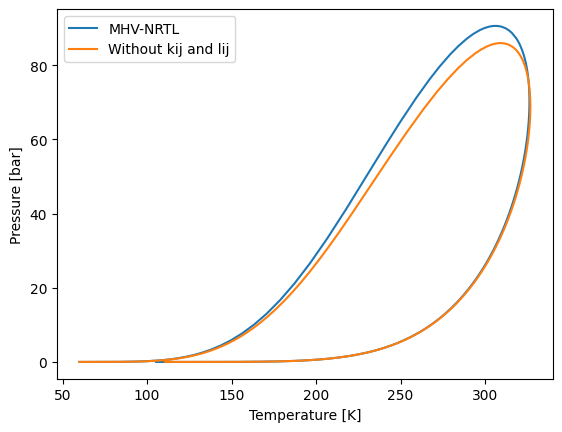 MHV-NRTL
Without kij and lij
Pressure [bar]
80
60
40
20
0
50 100 150 200 250 300
Temperature [K]